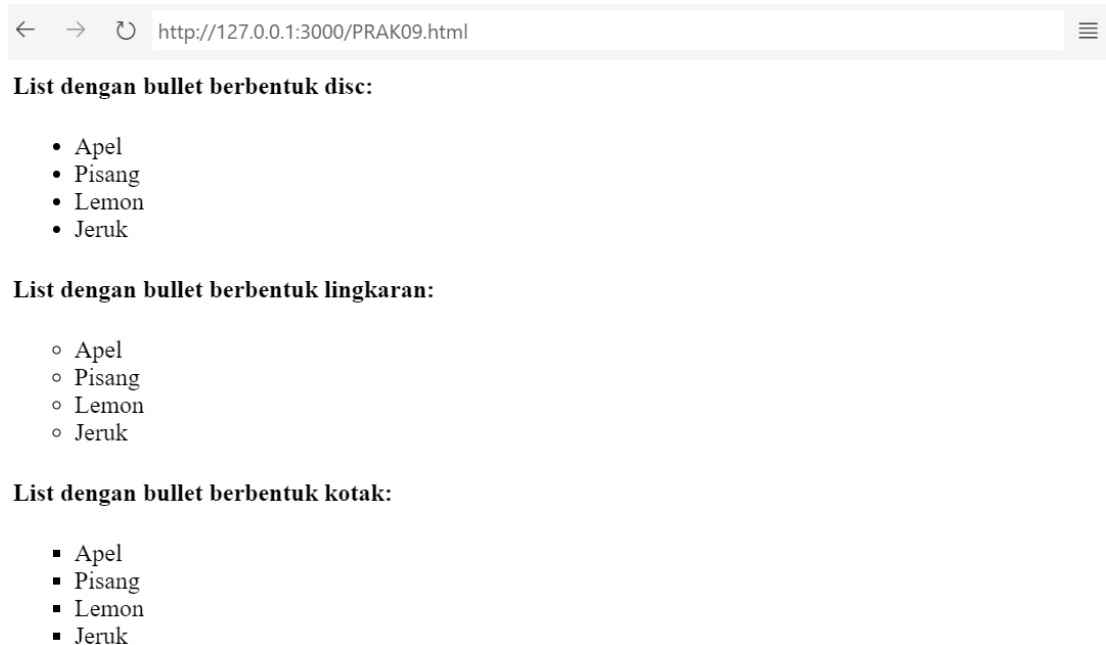 http://127.0.0.1:3000/PRAK09.html
List dengan bullet berbentuk disc:
Apel
Pisang
Lemon
Jeruk
List dengan bullet berbentuk lingkaran:
Apel
Pisang
Lemon
Jeruk
List dengan bullet berbentuk kotak:
Apel
Pisang
Lemon
Jeruk